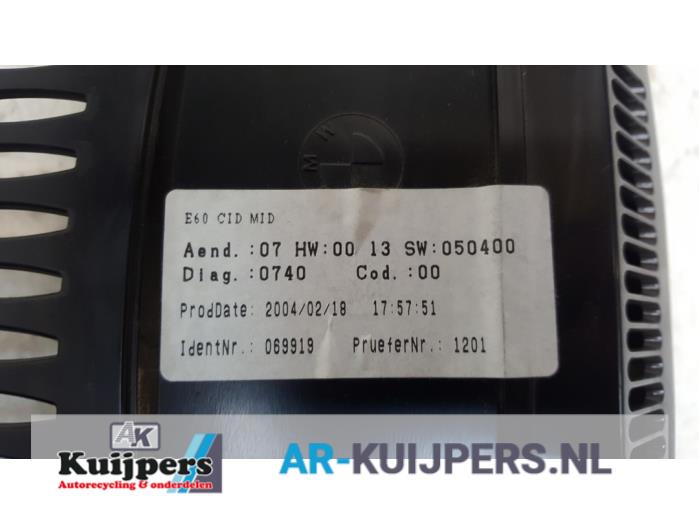 BMW
E60 CID MID
Aend.:07 HW:00 13 SW:050400
Diag.:0740 Cod.:00
ProdDate: 2004/02/18 17:57:51
IdentNr.: 069919 PrueferNr.: 1201
AK
Kuijpers
Autorecycling & onderdelen
AR-KUIJPERS.NL